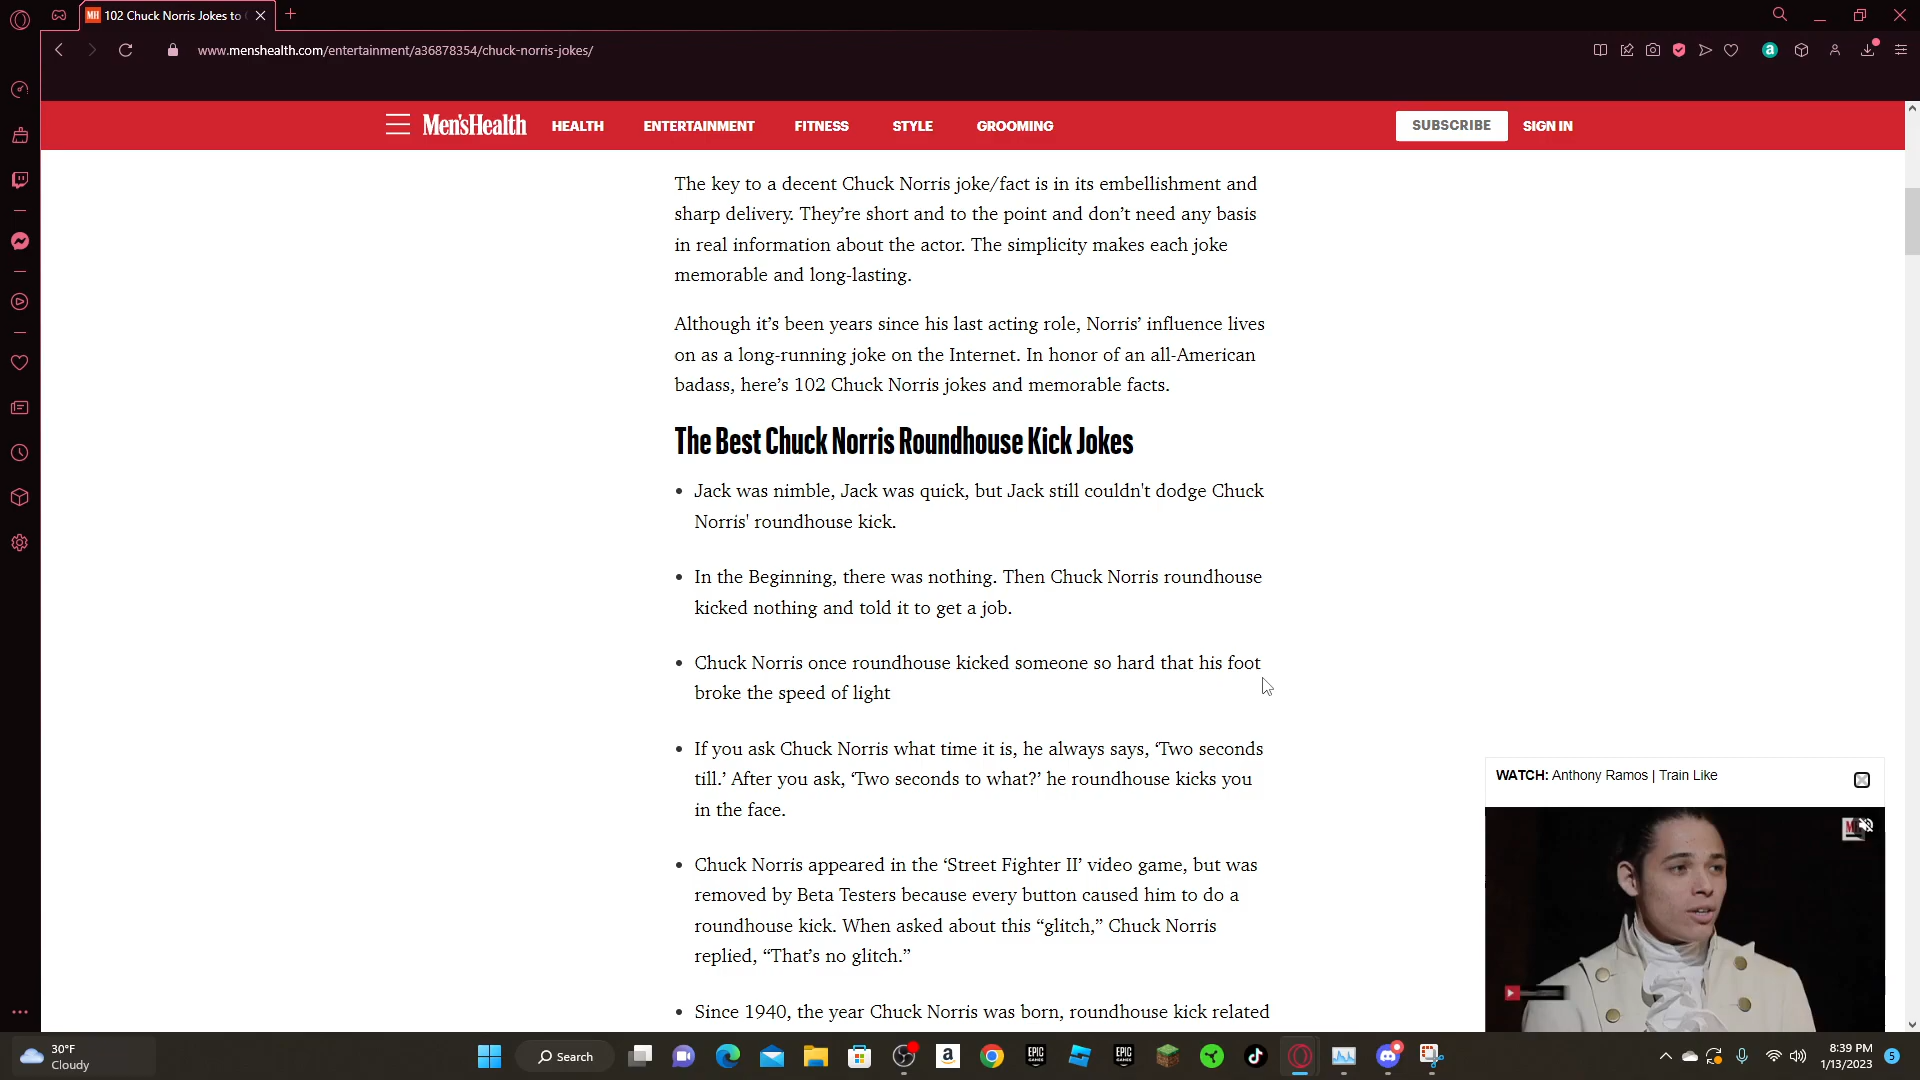 102 Chuck Norris Jokes to
www.menshealth.com/entertainment/a36878354/chuck-norris-jokes/
Men'sHealth HEALTH ENTERTAINMENT FITNESS STYLE GROOMING SUBSCRIBE SIGN IN
The key to a decent Chuck Norris joke/fact is in its embellishment and
sharp delivery. They’re short and to the point and don’t need any basis
in real information about the actor. The simplicity makes each joke
memorable and long-lasting.
Although it’s been years since his last acting role, Norris’ influence lives
on as a long-running joke on the Internet. In honor of an all-American
badass, here’s 102 Chuck Norris jokes and memorable facts.
The Best Chuck Norris Roundhouse Kick Jokes
• Jack was nimble, Jack was quick, but Jack still couldn't dodge Chuck
Norris' roundhouse kick.
• In the Beginning, there was nothing. Then Chuck Norris roundhouse
kicked nothing and told it to get a job.
• Chuck Norris once roundhouse kicked someone so hard that his foot
broke the speed of light
• If you ask Chuck Norris what time it is, he always says, ‘Two seconds
till.’ After you ask, ‘Two seconds to what?’ he roundhouse kicks you
in the face.
• Chuck Norris appeared in the ‘Street Fighter II’ video game, but was
removed by Beta Testers because every button caused him to do a
roundhouse kick. When asked about this “glitch,” Chuck Norris
replied, “That’s no glitch.”
• Since 1940, the year Chuck Norris was born, roundhouse kick related
WATCH: Anthony Ramos | Train Like
30°F
Cloudy
Search
EPIC GAMES
EPIC GAMES
8:39 PM
1/13/2023
5